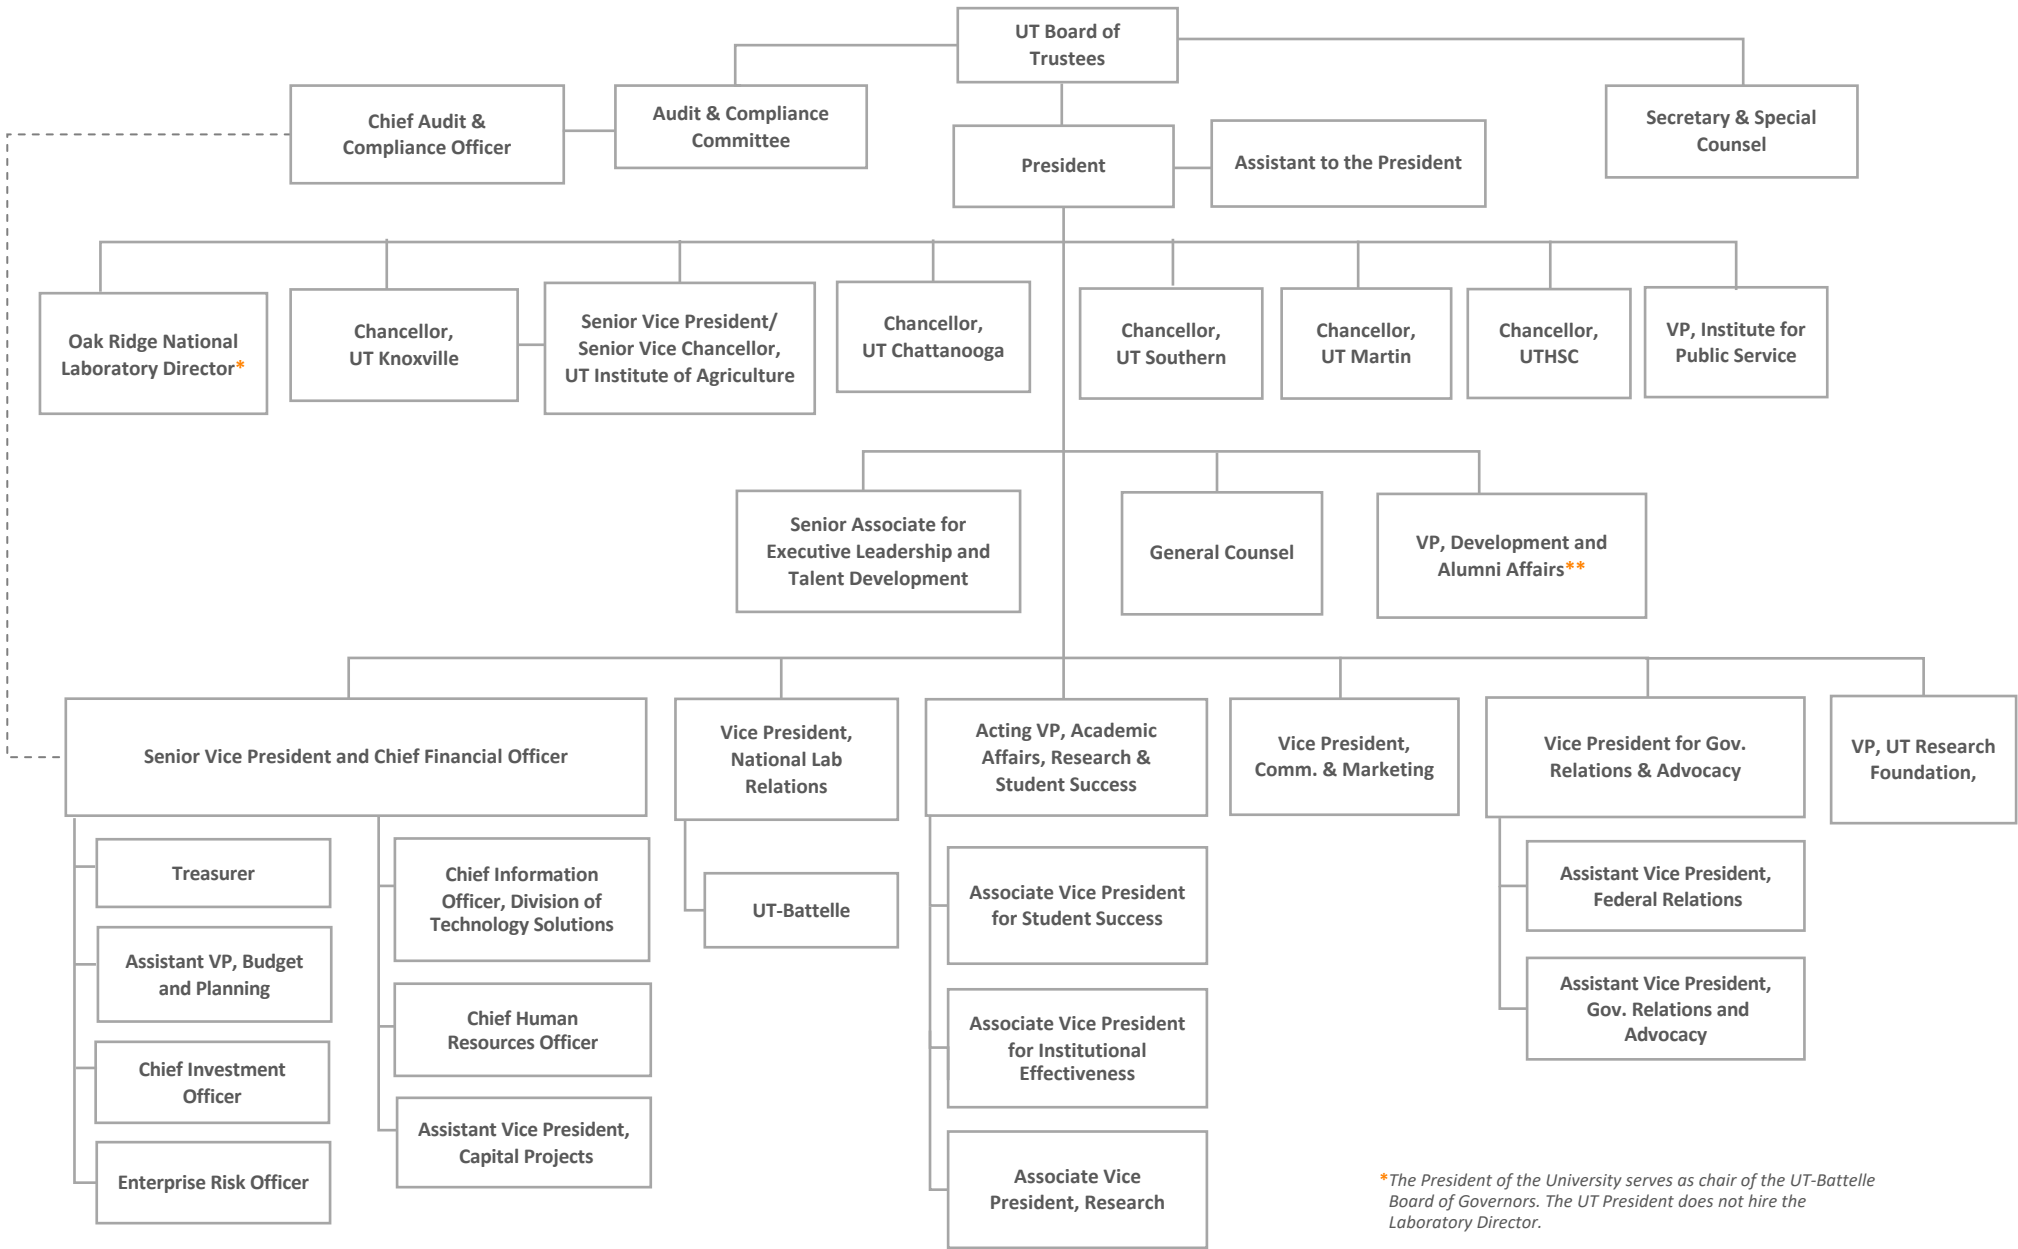 UT Board of
Trustees
Chief Audit &
Compliance Officer
Audit & Compliance
Committee
Secretary & Special
Counsel
President
Assistant to the President
Oak Ridge National
Laboratory Director*
Chancellor,
UT Knoxville
Senior Vice President/
Senior Vice Chancellor,
UT Institute of Agriculture
Chancellor,
UT Chattanooga
Chancellor,
UT Southern
Chancellor,
UT Martin
Chancellor,
UTHSC
VP, Institute for
Public Service
Senior Associate for
Executive Leadership and
Talent Development
General Counsel
VP, Development and
Alumni Affairs**
Senior Vice President and Chief Financial Officer
Vice President,
National Lab
Relations
Acting VP, Academic
Affairs, Research &
Student Success
Vice President,
Comm. & Marketing
Vice President for Gov.
Relations & Advocacy
VP, UT Research
Foundation,
Treasurer
Assistant VP, Budget
and Planning
Chief Investment
Officer
Enterprise Risk Officer
Chief Information
Officer, Division of
Technology Solutions
Chief Human
Resources Officer
Assistant Vice President,
Capital Projects
UT-Battelle
Associate Vice President
for Student Success
Associate Vice President
for Institutional
Effectiveness
Associate Vice
President, Research
Assistant Vice President,
Federal Relations
Assistant Vice President,
Gov. Relations and
Advocacy
*The President of the University serves as chair of the UT-Battelle
Board of Governors. The UT President does not hire the
Laboratory Director.